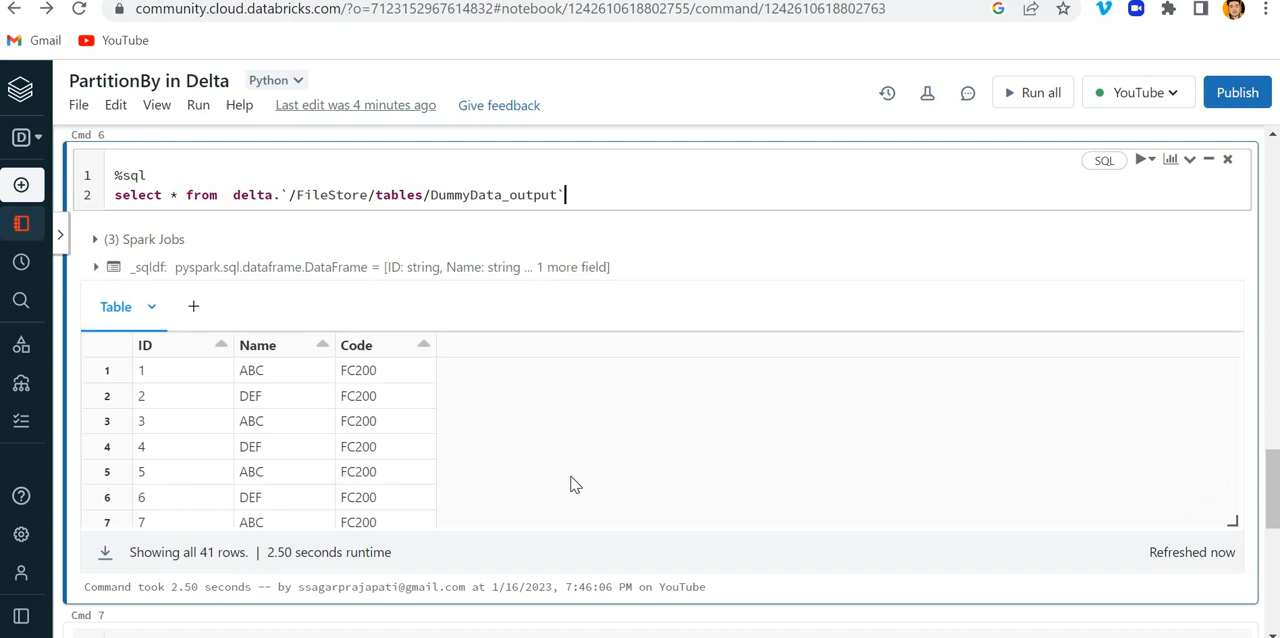 community.cloud.databricks.com/?o=7123152967614832#notebook/1242610618802755/command/1242610618802763
Gmail YouTube
PartitionBy in Delta Python
File Edit View Run Help Last edit was 4 minutes ago Give feedback
Run all YouTube Publish
D
Cmd 6
SQL
1 %sql
2 select * from delta.`/FileStore/tables/DummyData_output`
(3) Spark Jobs
_sqldf: pyspark.sql.dataframe.DataFrame = [ID: string, Name: string ... 1 more field]
Table +
ID Name Code
1 1 ABC FC200
2 2 DEF FC200
3 3 ABC FC200
4 4 DEF FC200
5 5 ABC FC200
6 6 DEF FC200
7 7 ABC FC200
Showing all 41 rows. | 2.50 seconds runtime Refreshed now
Command took 2.50 seconds -- by ssagarprajapati@gmail.com at 1/16/2023, 7:46:06 PM on YouTube
Cmd 7